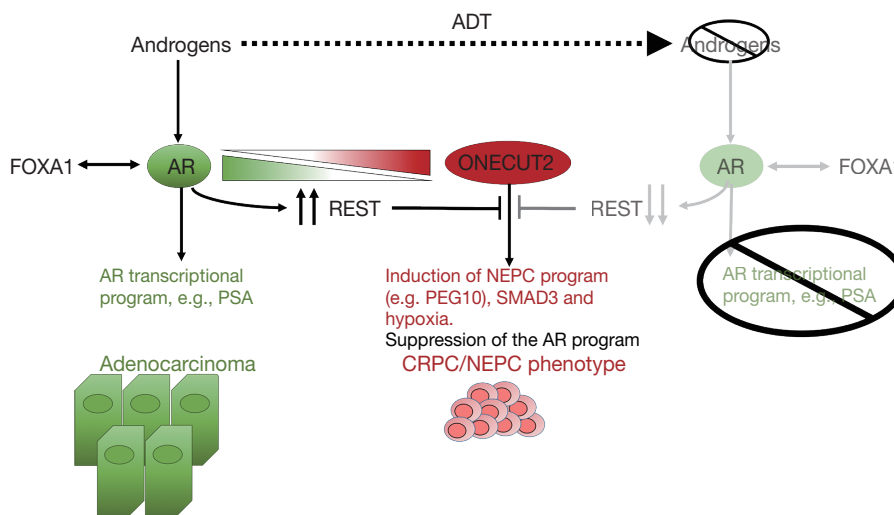 ADT
Androgens
Androgens
FOXA1
AR
ONECUT2
AR
FOXA1
REST
REST
AR transcriptional
program, e.g., PSA
Induction of NEPC program
(e.g. PEG10), SMAD3 and
hypoxia.
Suppression of the AR program
CRPC/NEPC phenotype
AR transcriptional
program, e.g., PSA
Adenocarcinoma